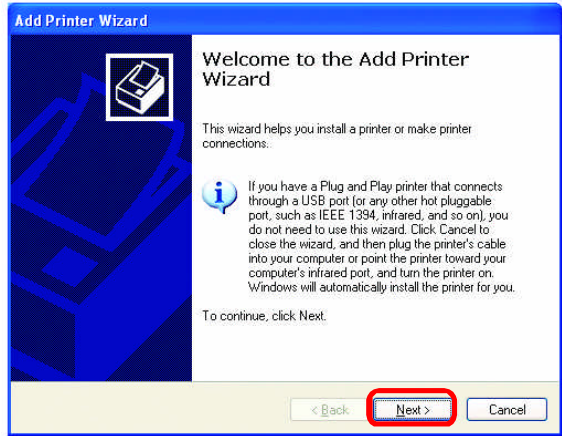 Add Printer Wizard
Welcome to the Add Printer
Wizard
This wizard helps you install a printer or make printer
connections.
If you have a Plug and Play printer that connects
through a USB port (or any other hot pluggable
port, such as IEEE 1394, infrared, and so on), you
do not need to use this wizard. Click Cancel to
close the wizard, and then plug the printer's cable
into your computer or point the printer toward your
computer's infrared port, and turn the printer on.
Windows will automatically install the printer for you.
To continue, click Next.
< Back
Next >
Cancel